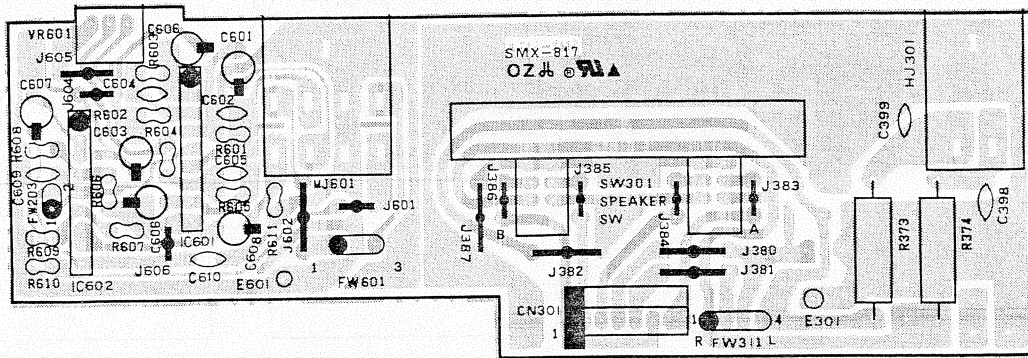 VR601
C606
C601
SMX-817
J605
R603
C607
J604
C604
C602
R602
C603
R604
R608
R601
C605
C609
FW203
2
R606
R605
R607
C608
IC601
J606
C610
R609
R610
IC602
C608
R611
J602
WJ601
J601
1
3
E601
FW601
HJ301
C399
J386
J385
SW301
SPEAKER
SW
J383
J387
B
A
J384
J382
J380
J381
R373
R374
C398
CN301
1
1
4
R
FW311
L
E301